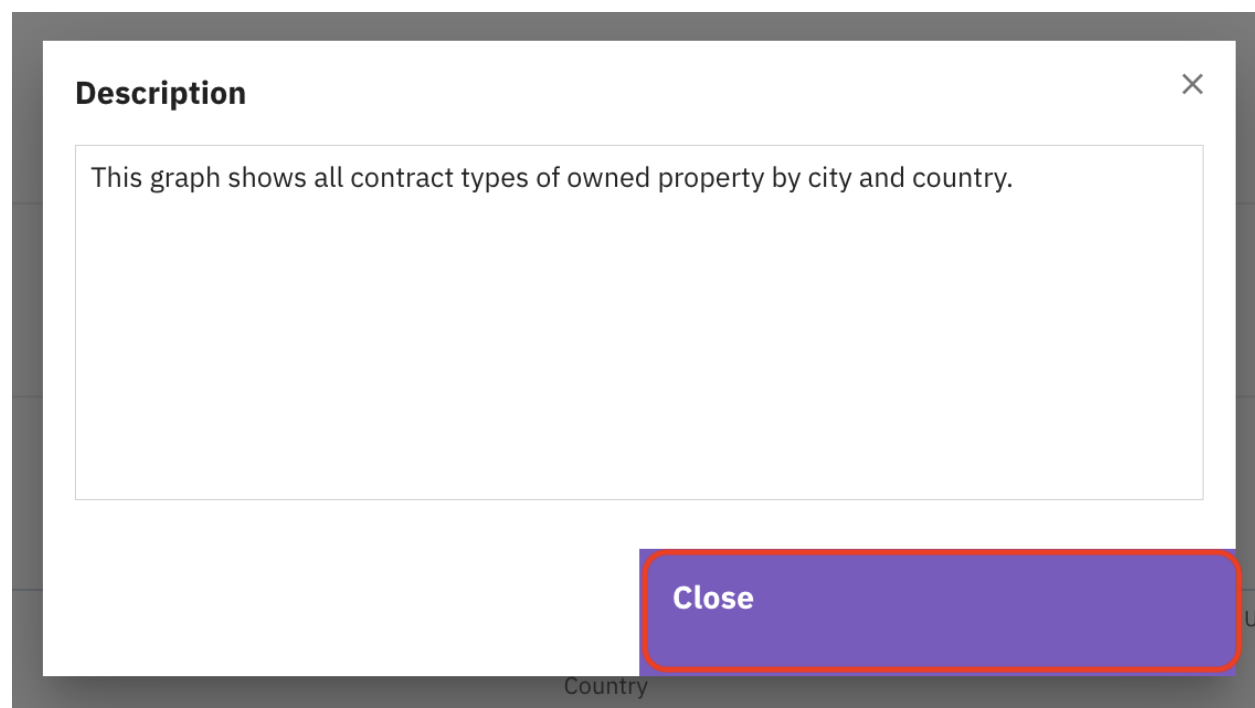 Description
This graph shows all contract types of owned property by city and country.
Close
Country